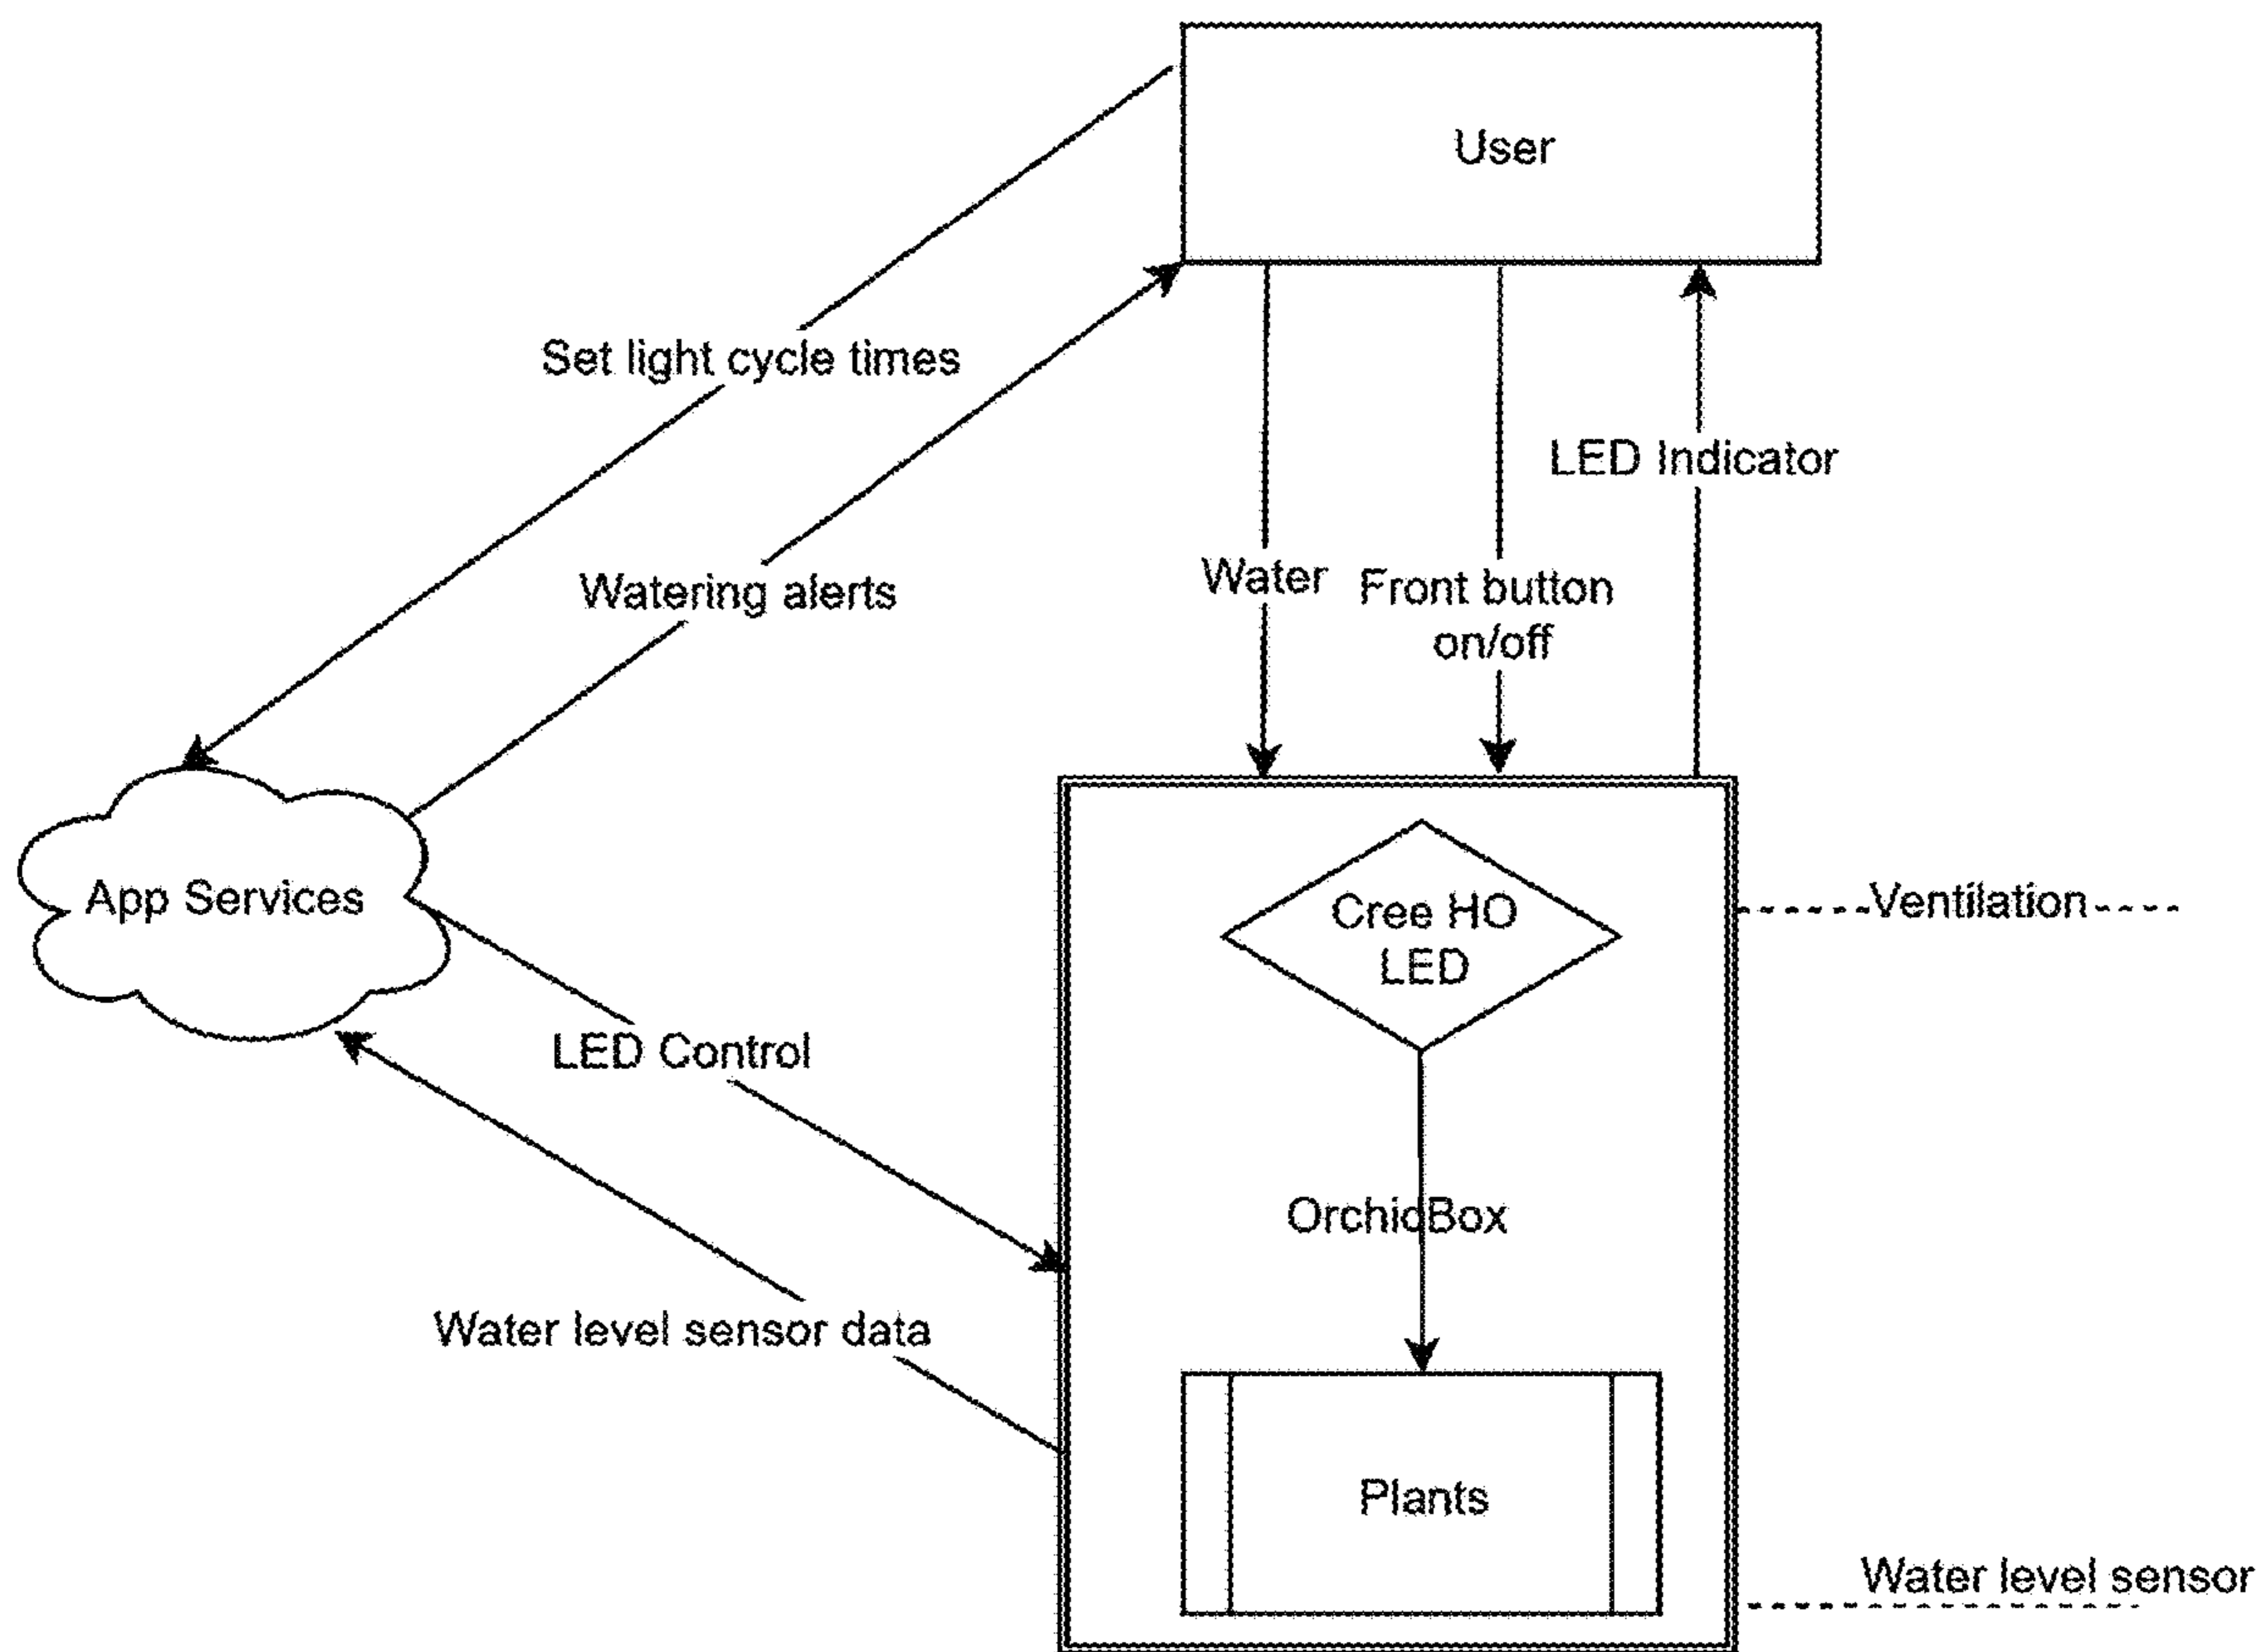 User
Set light cycle times
LED Indicator
Watering alerts
Water
Front button
on/off
App Services
Cree HO
LED
Ventilation
LED Control
OrchidBox
Water level sensor data
Plants
Water level sensor